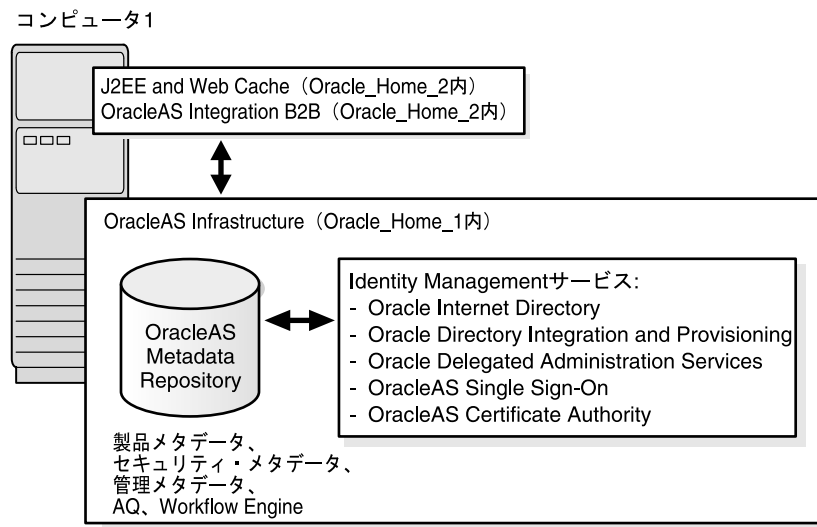 コンピュータ1
J2EE and Web Cache（Oracle_Home_2内）
OracleAS Integration B2B（Oracle_Home_2内）
OracleAS Infrastructure（Oracle_Home_1内）
OracleAS
Metadata
Repository
Identity Managementサービス:
- Oracle Internet Directory
- Oracle Directory Integration and Provisioning
- Oracle Delegated Administration Services
- OracleAS Single Sign-On
- OracleAS Certificate Authority
製品メタデータ、
セキュリティ・メタデータ、
管理メタデータ、
AQ、Workflow Engine